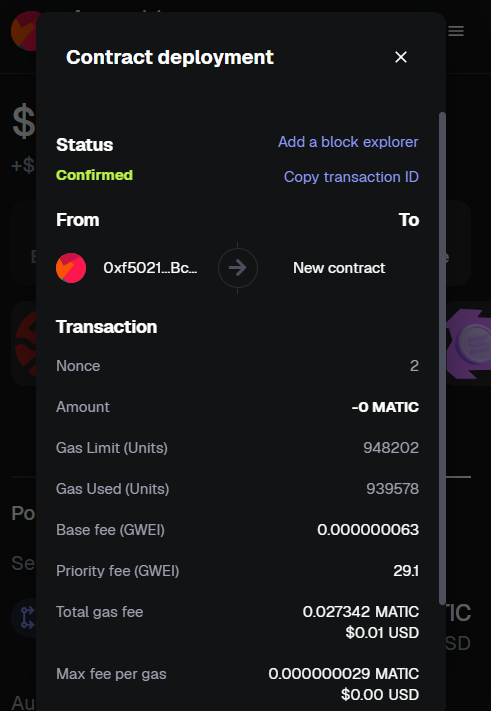 Contract deployment
Status
Add a block explorer
Confirmed
Copy transaction ID
From
To
0xf5021...Bc...
New contract
Transaction
Nonce
2
Amount
-0 MATIC
Gas Limit (Units)
948202
Gas Used (Units)
939578
Base fee (GWEI)
0.000000063
Priority fee (GWEI)
29.1
Total gas fee
0.027342 MATIC
$0.01 USD
Max fee per gas
0.000000029 MATIC
$0.00 USD
$
+$
Po
Se
TIC
SD
Au